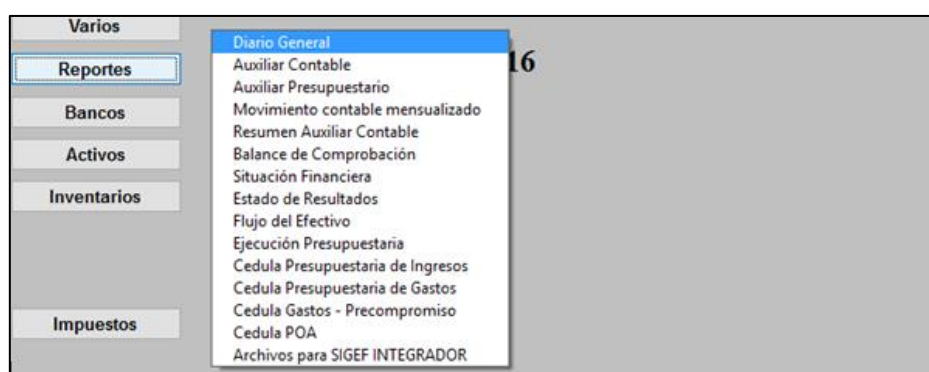 Varios
Reportes
Bancos
Activos
Inventarios
Impuestos
Diario General
Auxiliar Contable
Auxiliar Presupuestario
Movimiento contable mensualizado
Resumen Auxiliar Contable
Balance de Comprobación
Situación Financiera
Estado de Resultados
Flujo del Efectivo
Ejecución Presupuestaria
Cedula Presupuestaria de Ingresos
Cedula Presupuestaria de Gastos
Cedula Gastos - Precompromiso
Cedula POA
Archivos para SIGEF INTEGRADOR
16